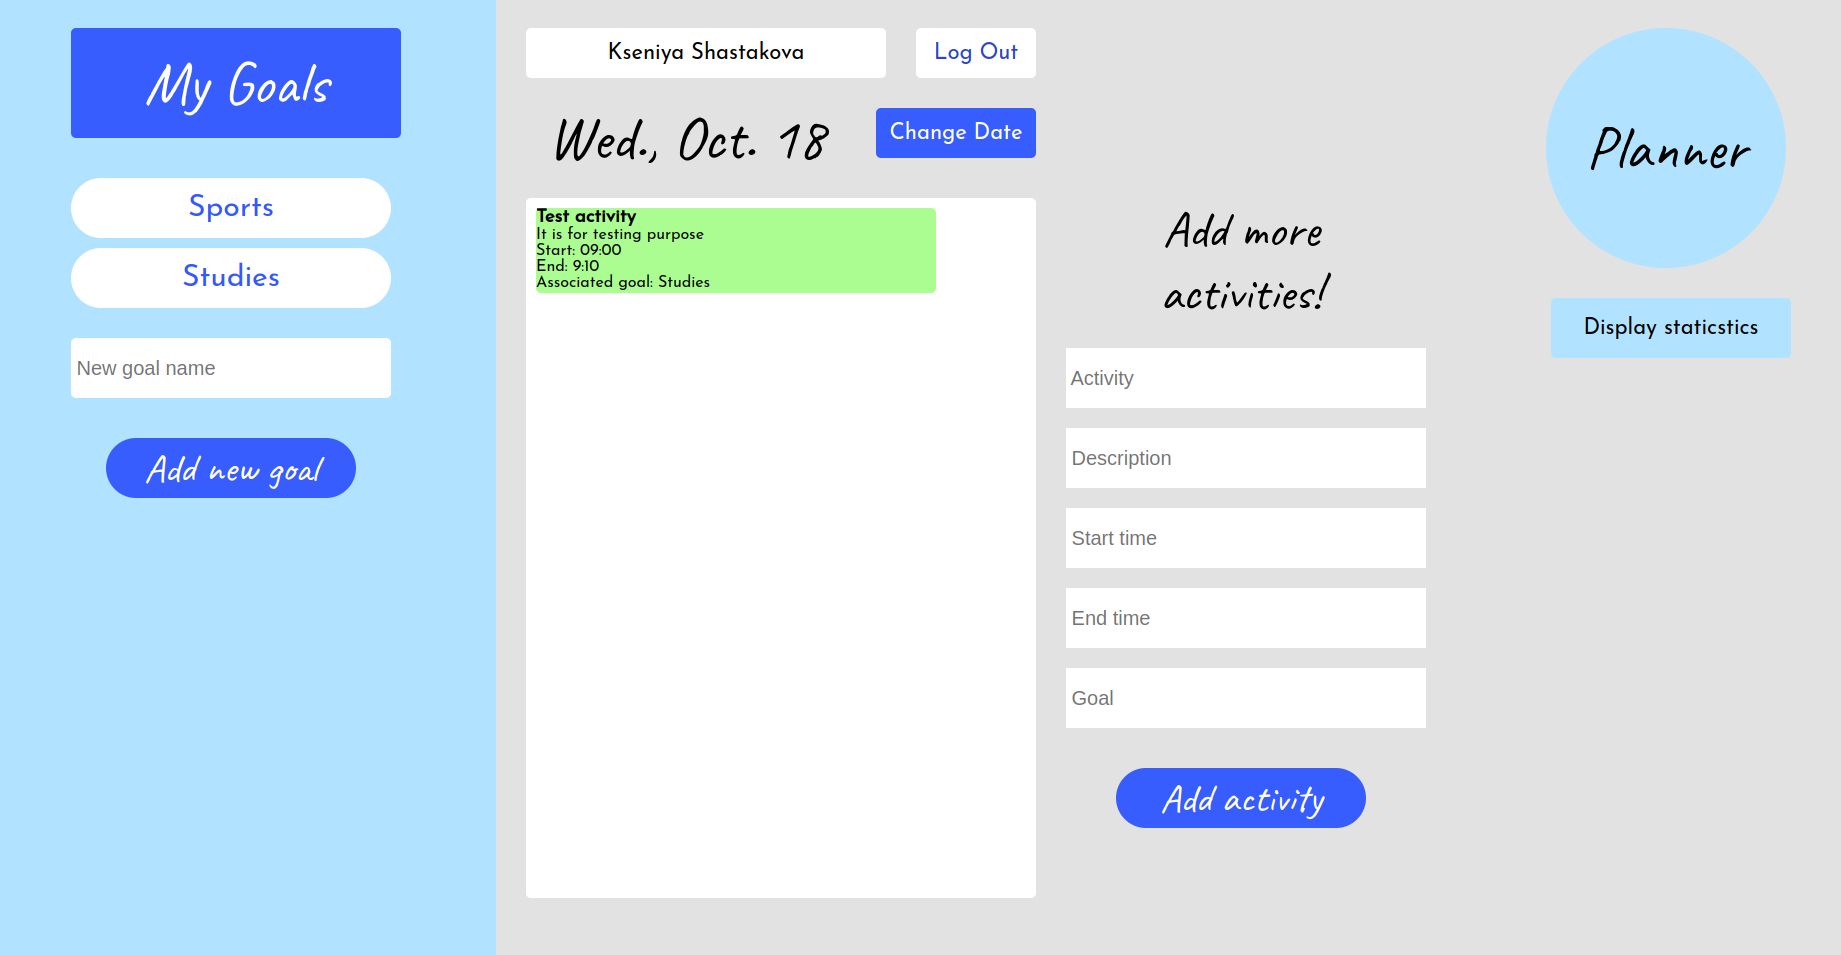 My Goals
Sports
Studies
New goal name
Add new goal
Kseniya Shastakova
Log Out
Wed., Oct. 18
Change Date
Test activity
It is for testing purpose
Start: 09:00
End: 9:10
Associated goal: Studies
Add more
activities!
Activity
Description
Start time
End time
Goal
Add activity
Planner
Display staticstics